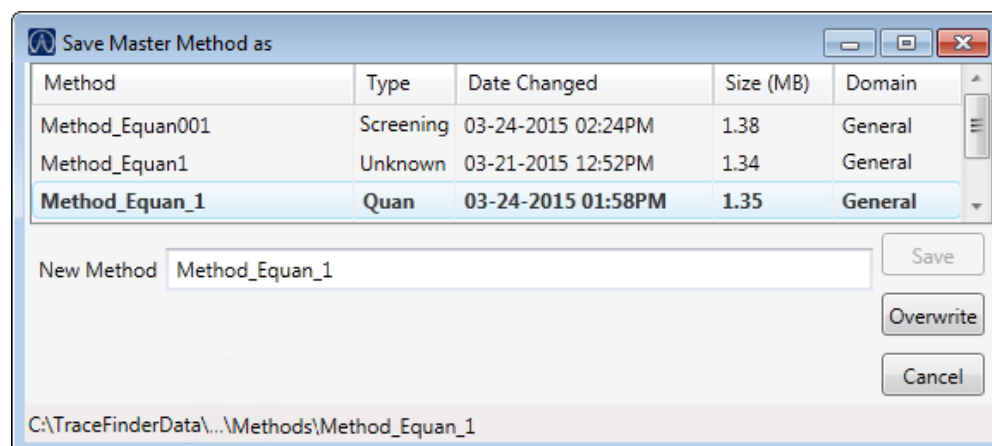 Save Master Method as
Method Type Date Changed Size (MB) Domain
Method_Equan001 Screening 03-24-2015 02:24PM 1.38 General
Method_Equan1 Unknown 03-21-2015 12:52PM 1.34 General
Method_Equan_1 Quan 03-24-2015 01:58PM 1.35 General
Save
New Method Method_Equan_1
Overwrite
Cancel
C:\TraceFinderData\...\Methods\Method_Equan_1